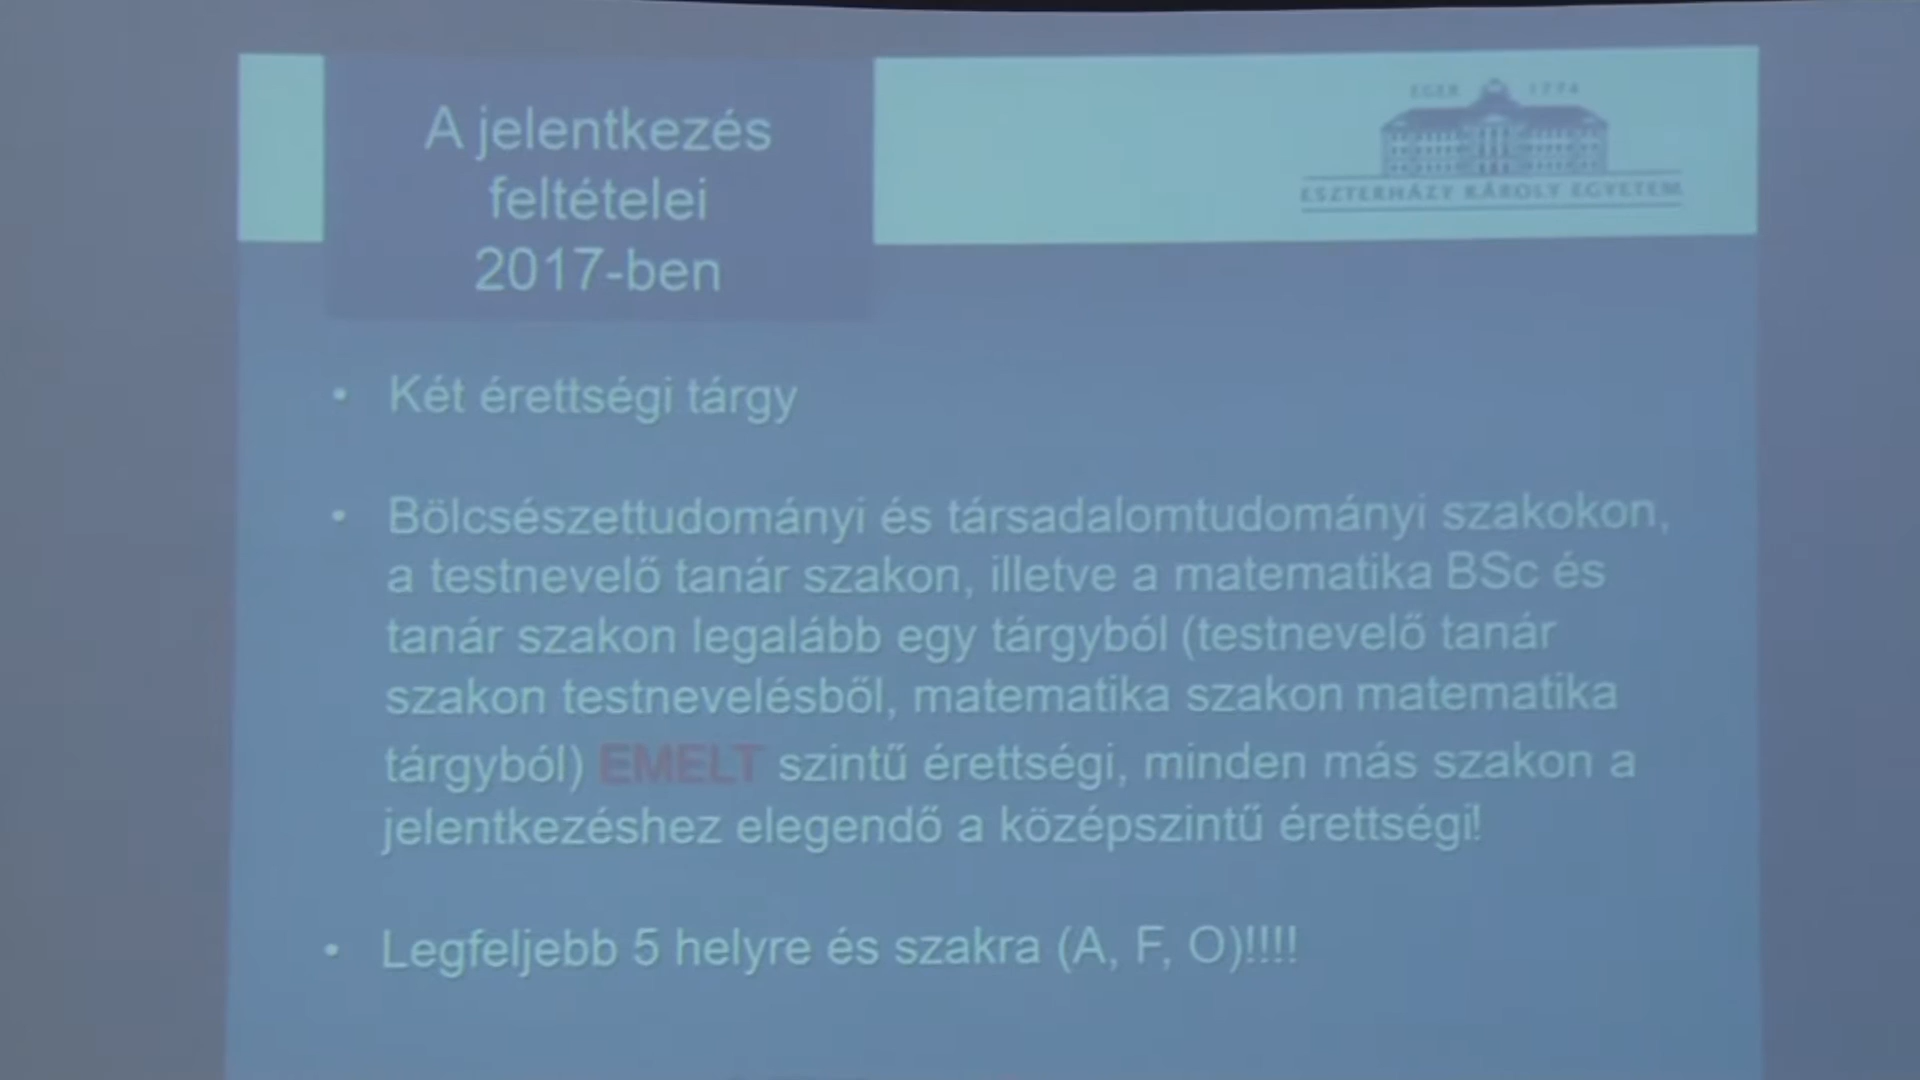 A jelentkezés
feltételei
2017-ben
EGER 1774
ESZTERHÁZY KÁROLY EGYETEM
• Két érettségi tárgy
• Bölcsészettudományi és társadalomtudományi szakokon,
a testnevelő tanár szakon, illetve a matematika BSc és
tanár szakon legalább egy tárgyból (testnevelő tanár
szakon testnevelésből, matematika szakon matematika
tárgyból) EMELT szintű érettségi, minden más szakon a
jelentkezéshez elegendő a középszintű érettségi!
• Legfeljebb 5 helyre és szakra (A, F, O)!!!!